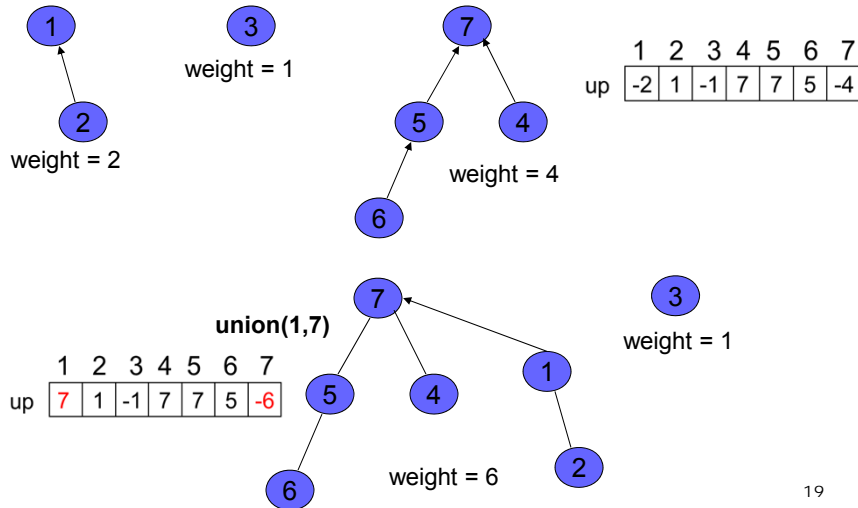 1
3
7
weight = 1
2
5
4
weight = 2
weight = 4
6
1 2 3 4 5 6 7
up -2 1 -1 7 7 5 -4
union(1,7)
7
3
weight = 1
5
4
1
6
2
weight = 6
1 2 3 4 5 6 7
up 7 1 -1 7 7 5 -6
19